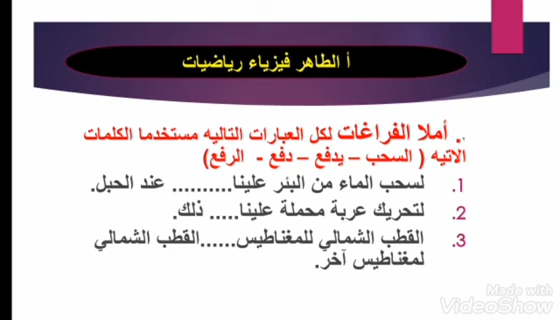 أ الطاهر فيزياء رياضيات
. أملا الفراغات لكل العبارات التاليه مستخدما الكلمات
الاتيه ( السحب – يدفع – دفع - الرفع)
1. لسحب الماء من البئر علينا.......... عند الحبل.
2. لتحريك عربة محملة علينا..... ذلك.
3. القطب الشمالي للمغناطيس......القطب الشمالي
لمغناطيس آخر.
Made with
VideoShow